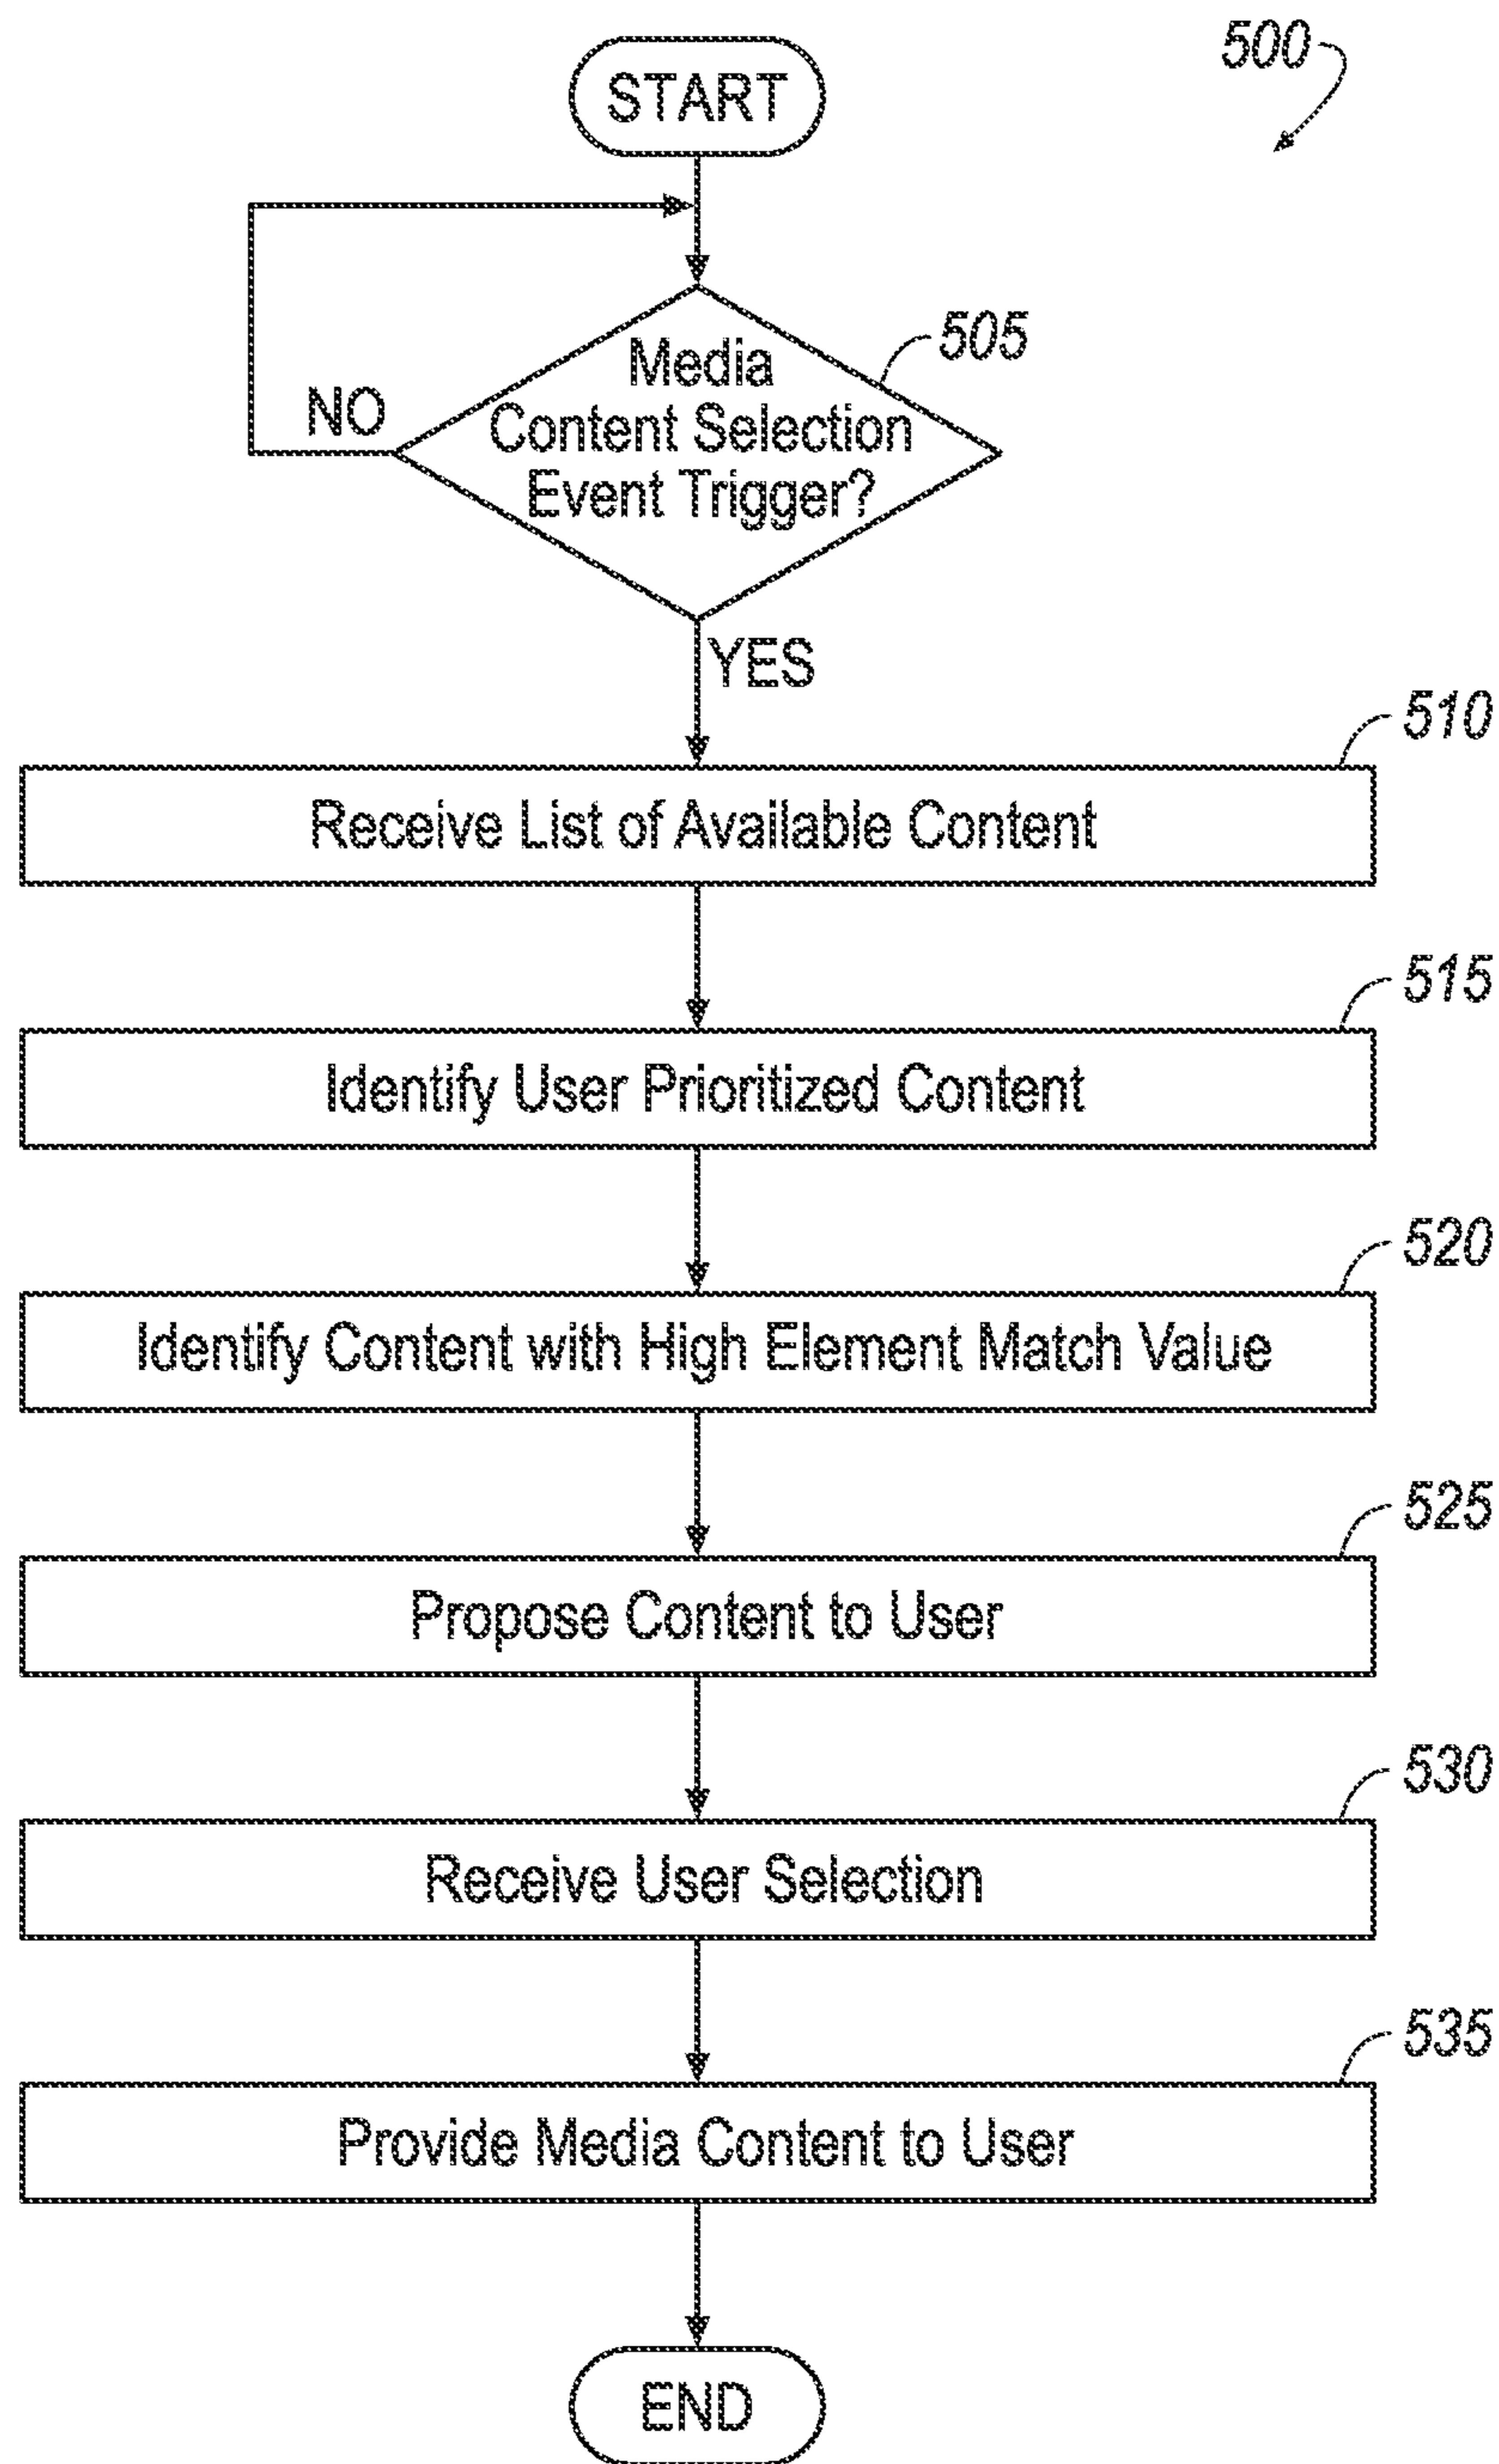 500
START
505
Media
Content Selection
Event Trigger?
NO
YES
510
Receive List of Available Content
515
Identify User Prioritized Content
520
Identify Content with High Element Match Value
525
Propose Content to User
530
Receive User Selection
535
Provide Media Content to User
END